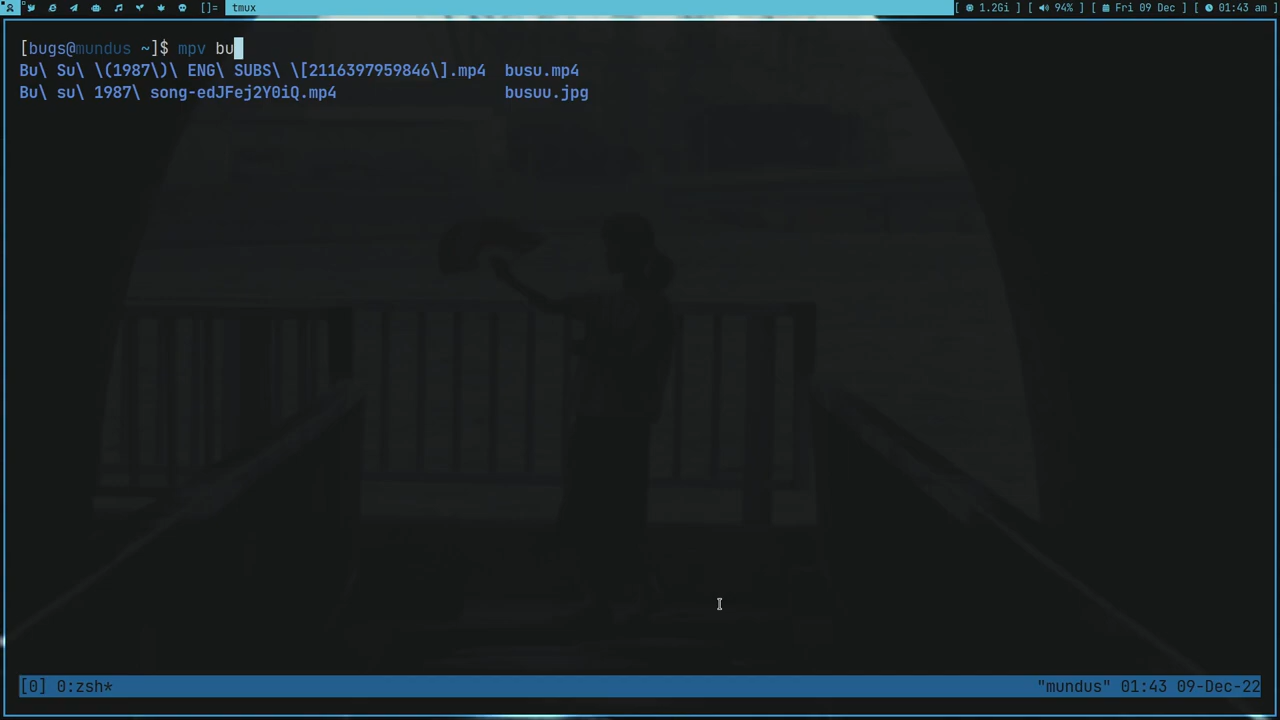 []= tmux [ 1.2Gi ] [ 94% ] [ Fri 09 Dec ] [ 01:43 am ]
[bugs@mundus ~]$ mpv bu
Bu\ Su\ \(1987\)\ ENG\ SUBS\ \[2116397959846\].mp4 busu.mp4
Bu\ su\ 1987\ song-edJFej2Y0iQ.mp4 busuu.jpg
[0] 0:zsh* "mundus" 01:43 09-Dec-22